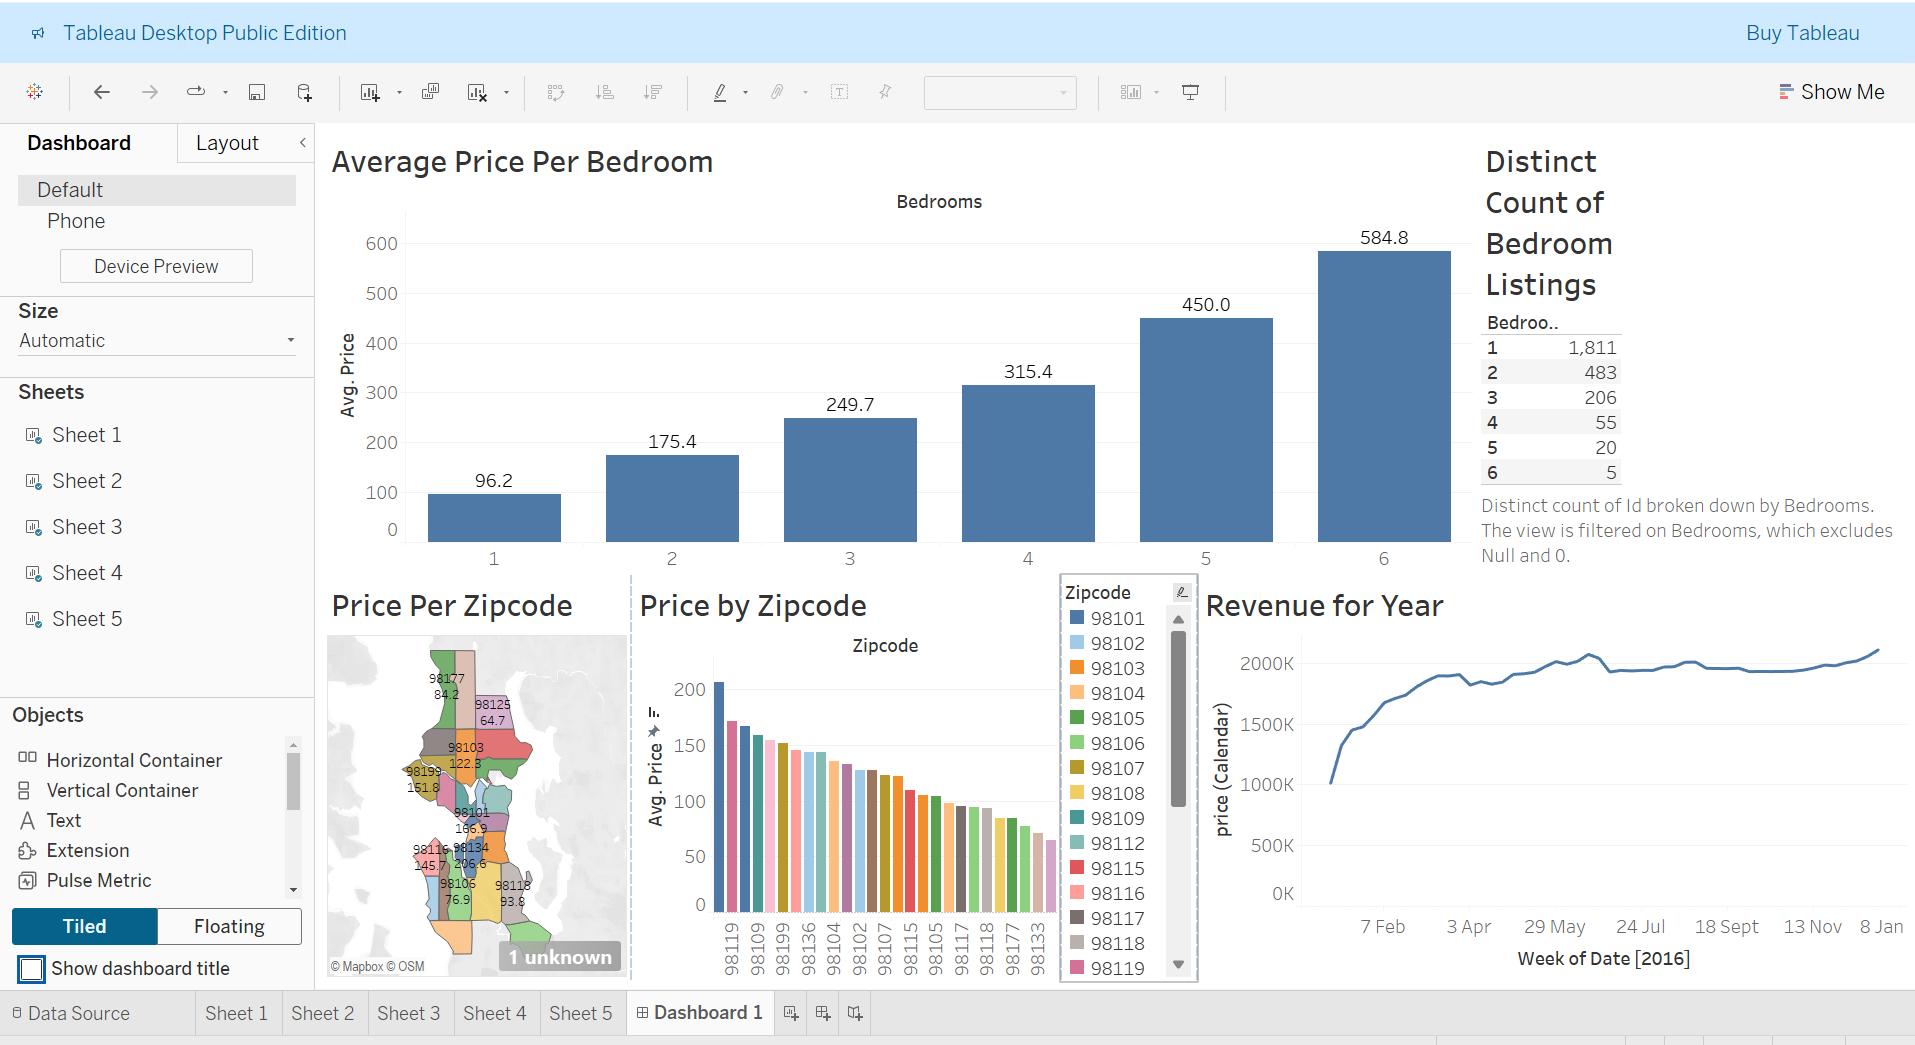 Tableau Desktop Public Edition
Buy Tableau
Show Me
Dashboard
Layout
Default
Phone
Device Preview
Size
Automatic
Sheets
Sheet 1
Sheet 2
Sheet 3
Sheet 4
Sheet 5
Objects
Horizontal Container
Vertical Container
Text
Extension
Pulse Metric
Tiled
Floating
Show dashboard title
Average Price Per Bedroom
Bedrooms
Avg. Price
600
500
400
300
200
100
0
96.2
175.4
249.7
315.4
450.0
584.8
1
2
3
4
5
6
Distinct
Count of
Bedroom
Listings
Bedroo..
1 1,811
2 483
3 206
4 55
5 20
6 5
Distinct count of Id broken down by Bedrooms.
The view is filtered on Bedrooms, which excludes
Null and 0.
Price Per Zipcode
98177
84.2
98125
64.7
98103
122.3
98199
151.8
98101
166.9
98116
145.7
98134
206.6
98106
76.9
98118
93.8
1 unknown
© Mapbox © OSM
Price by Zipcode
Zipcode
Avg. Price
200
150
100
50
0
98119
98109
98199
98136
98104
98102
98107
98115
98105
98117
98118
98177
98133
Zipcode
98101
98102
98103
98104
98105
98106
98107
98108
98109
98112
98115
98116
98117
98118
98119
Revenue for Year
price (Calendar)
2000K
1500K
1000K
500K
0K
7 Feb
3 Apr
29 May
24 Jul
18 Sept
13 Nov
8 Jan
Week of Date [2016]
Data Source
Sheet 1
Sheet 2
Sheet 3
Sheet 4
Sheet 5
Dashboard 1